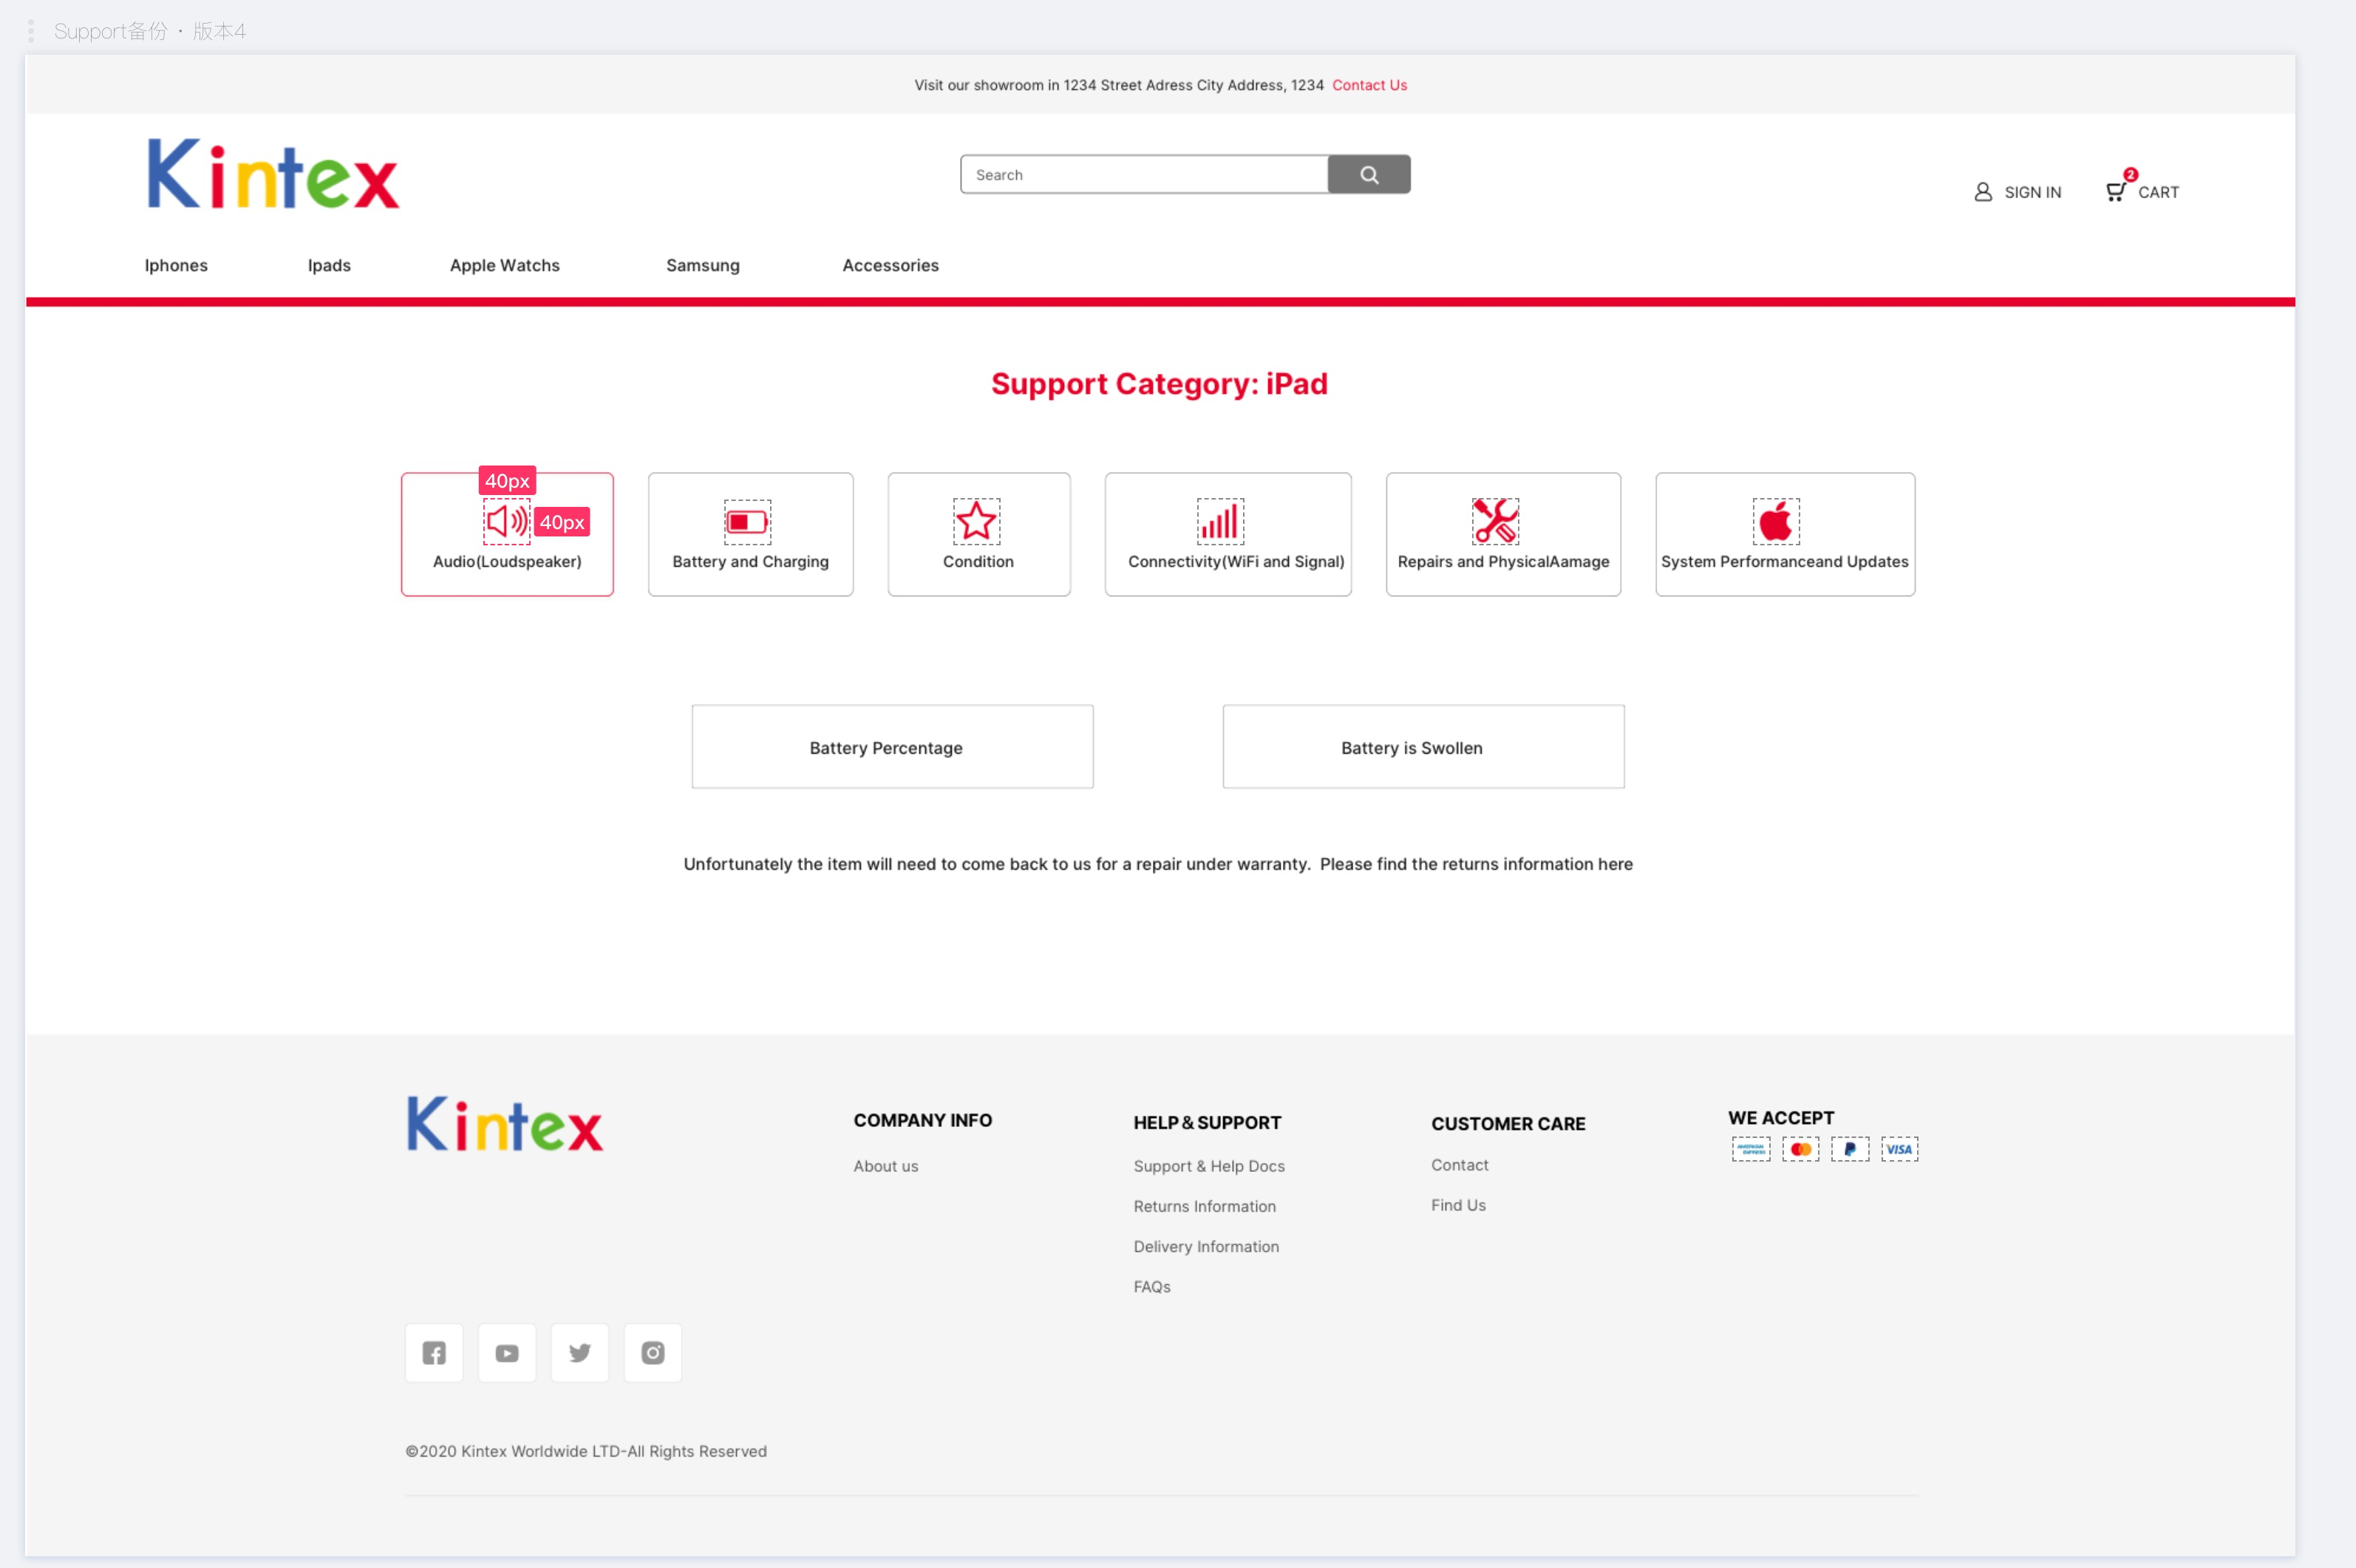 Support备份 · 版本4
Visit our showroom in 1234 Street Adress City Address, 1234 Contact Us
Kintex
Search
SIGN IN
2
CART
Iphones
Ipads
Apple Watchs
Samsung
Accessories
Support Category: iPad
40px
40px
Audio(Loudspeaker)
Battery and Charging
Condition
Connectivity(WiFi and Signal)
Repairs and PhysicalAamage
System Performanceand Updates
Battery Percentage
Battery is Swollen
Unfortunately the item will need to come back to us for a repair under warranty. Please find the returns information here
Kintex
COMPANY INFO
About us
HELP & SUPPORT
Support & Help Docs
Returns Information
Delivery Information
FAQs
CUSTOMER CARE
Contact
Find Us
WE ACCEPT
AMERICAN EXPRESS
VISA
©2020 Kintex Worldwide LTD-All Rights Reserved